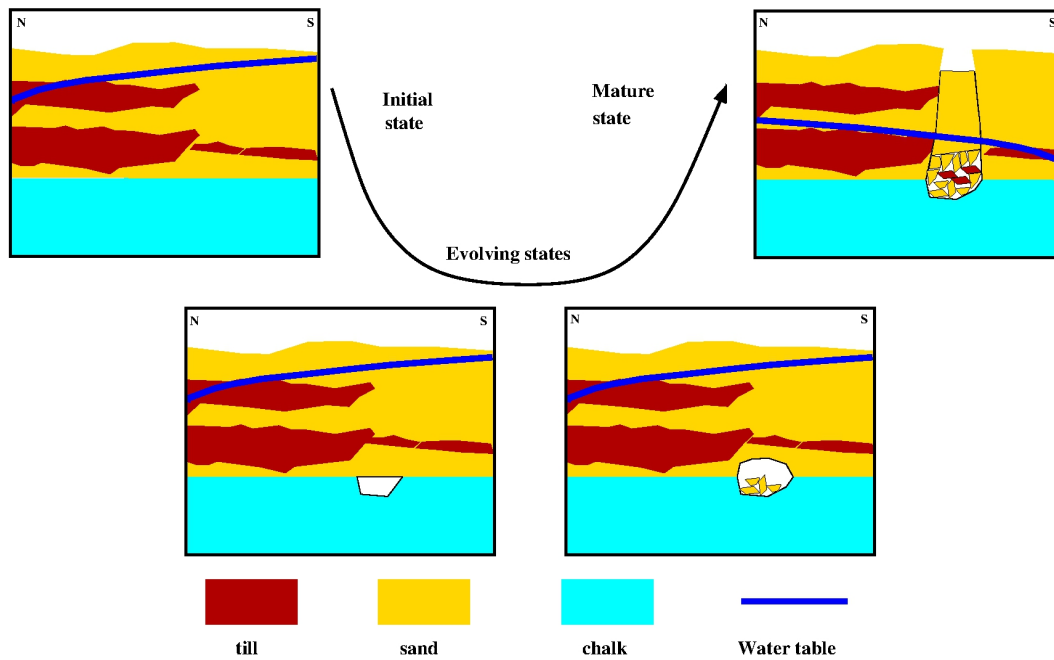 N S
Initial
state
Mature
state
N S
Evolving states
N S
N S
till sand chalk Water table